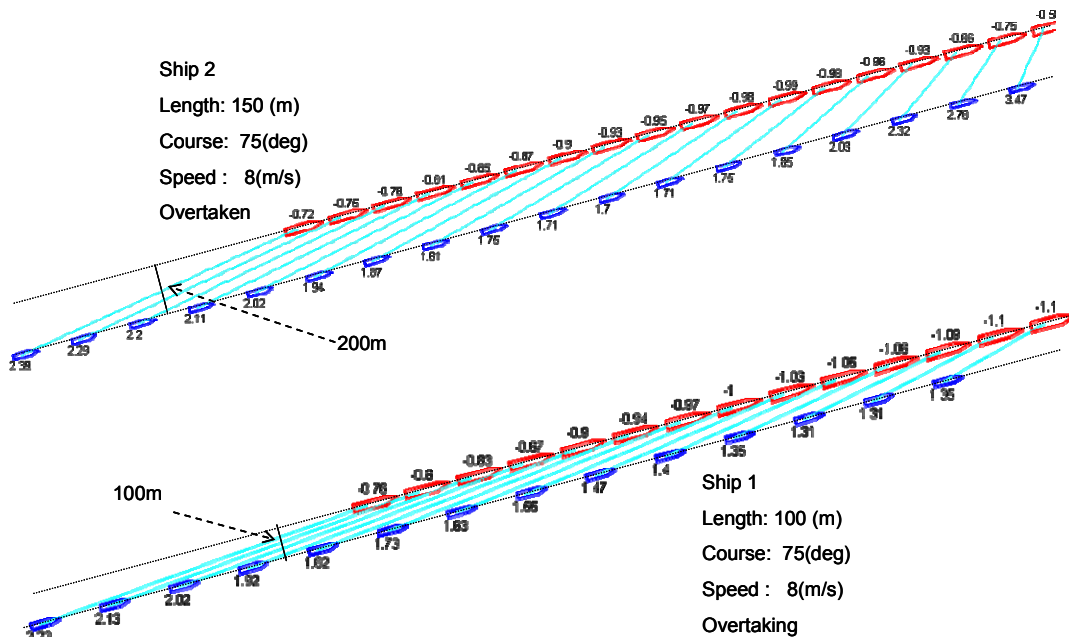 Ship 2
Length: 150 (m)
Course: 75(deg)
Speed : 8(m/s)
Overtaken
-0.72 -0.76 -0.78 -0.81 -0.85 -0.87 -0.9 -0.93 -0.95 -0.97 -0.98 -0.99 -0.98 -0.96 -0.93 -0.86 -0.75
2.38 2.29 2.2 2.11 2.02 1.94 1.87 1.81 1.76 1.71 1.7 1.71 1.75 1.85 2.03 2.32 2.78 3.47
200m
-0.76 -0.8 -0.83 -0.87 -0.9 -0.94 -0.97 -1 -1.03 -1.05 -1.06 -1.09 -1.1 -1.1
2.13 2.02 1.92 1.82 1.73 1.63 1.55 1.47 1.4 1.35 1.31 1.31 1.35
100m
Ship 1
Length: 100 (m)
Course: 75(deg)
Speed : 8(m/s)
Overtaking